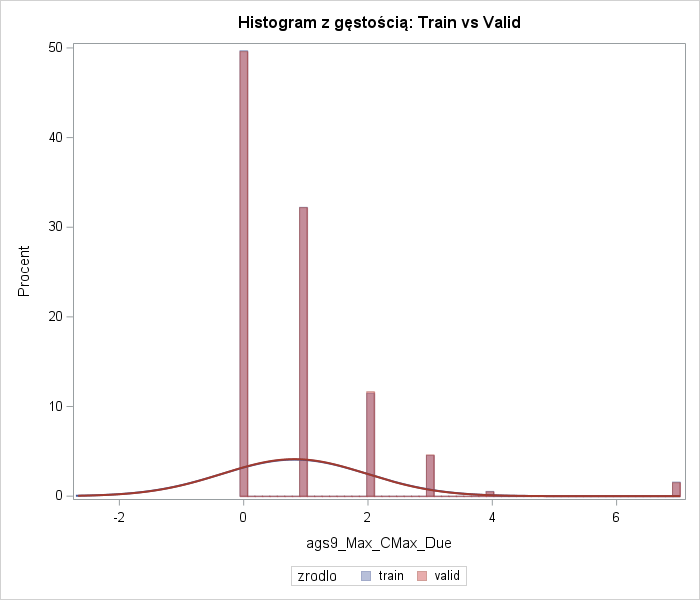 Histogram z gęstością: Train vs Valid
50
40
30
20
10
0
Procent
-2 0 2 4 6
ags9_Max_CMax_Due
zrodlo train valid